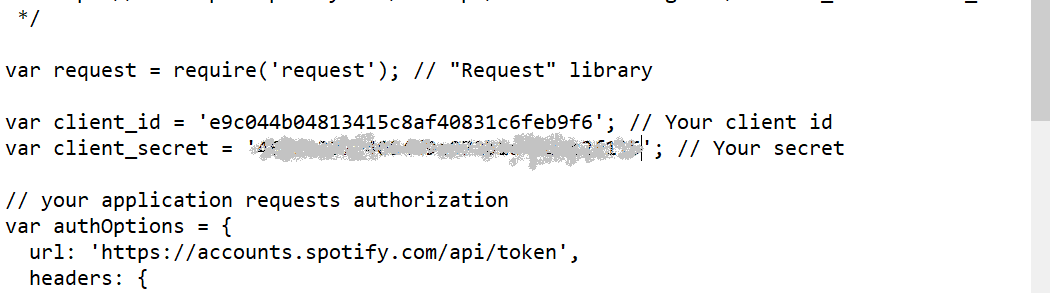 */
var request = require('request'); // "Request" library
var client_id = 'e9c044b04813415c8af40831c6feb9f6'; // Your client id
var client_secret = ' '; // Your secret
// your application requests authorization
var authOptions = {
url: 'https://accounts.spotify.com/api/token',
headers: {